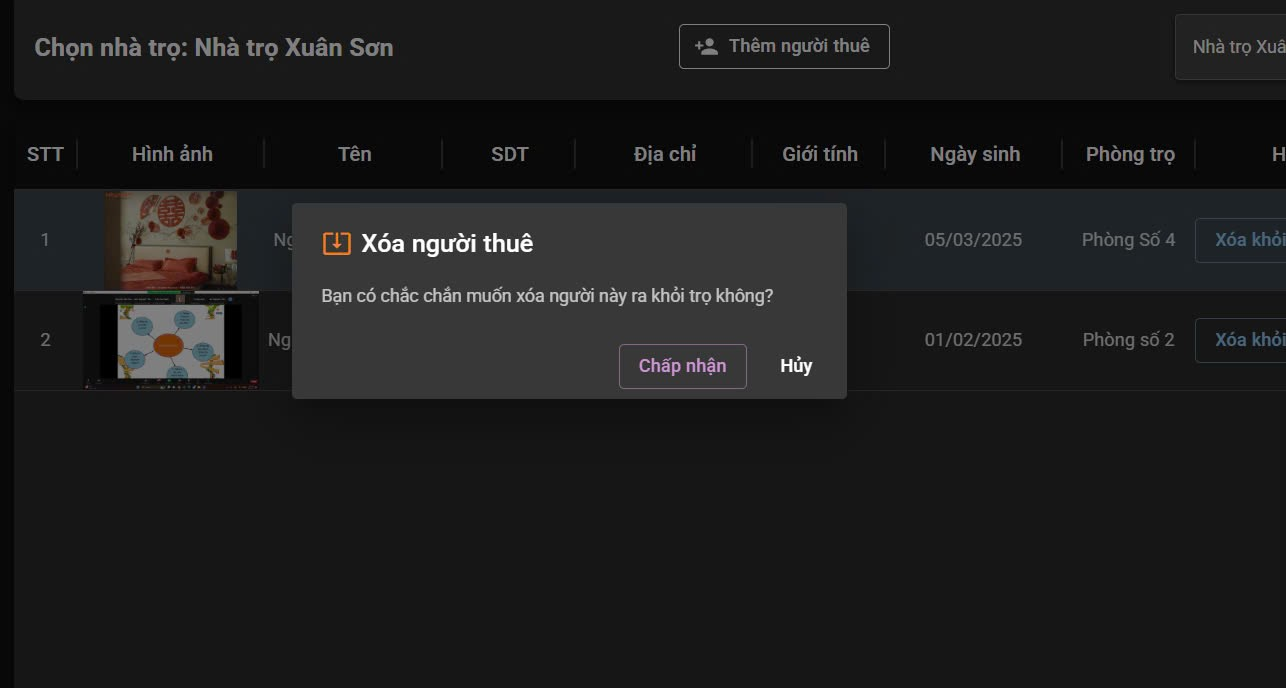 Chọn nhà trọ: Nhà trọ Xuân Sơn
Thêm người thuê
Nhà trọ Xuâ
STT Hình ảnh Tên SDT Địa chỉ Giới tính Ngày sinh Phòng trọ H
1 Ng 05/03/2025 Phòng Số 4 Xóa khỏi
Xóa người thuê
Bạn có chắc chắn muốn xóa người này ra khỏi trọ không?
2 Ng 01/02/2025 Phòng số 2 Xóa khỏi
Chấp nhận Hủy